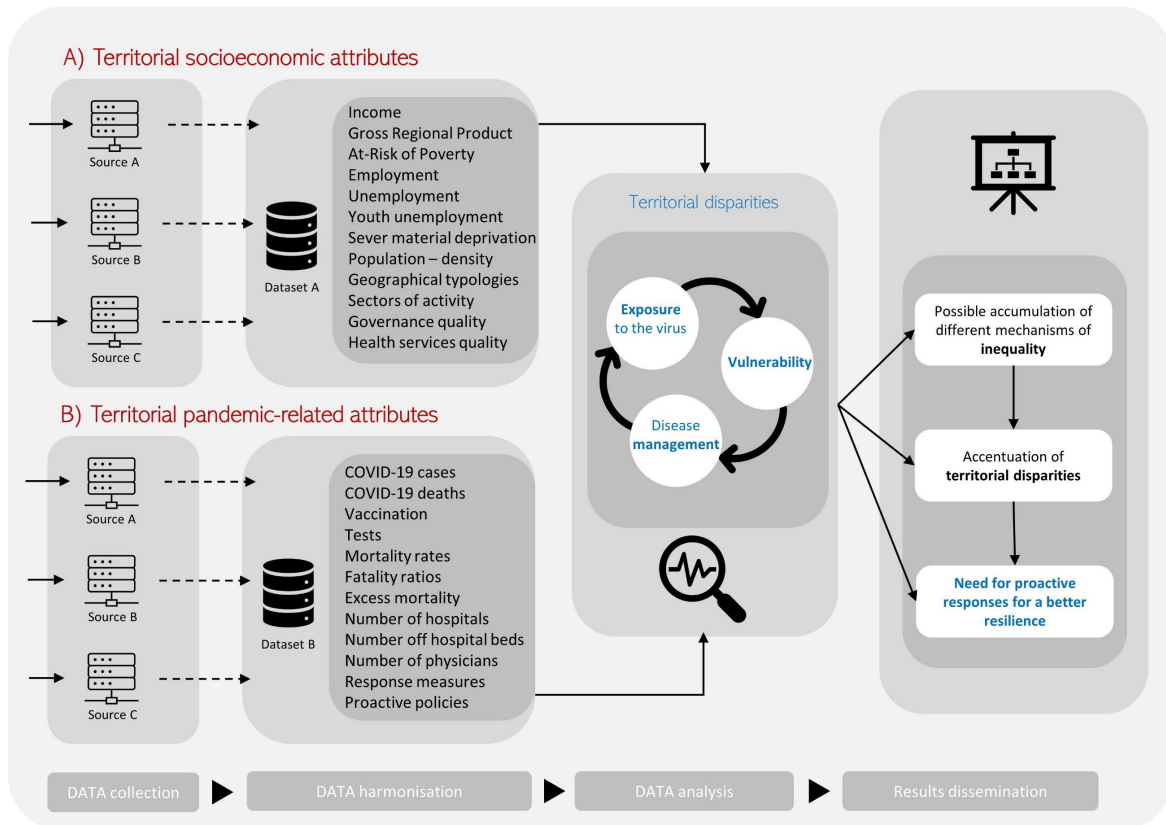 A) Territorial socioeconomic attributes
Source A
Source B
Source C
Dataset A
Income
Gross Regional Product
At-Risk of Poverty
Employment
Unemployment
Youth unemployment
Sever material deprivation
Population – density
Geographical typologies
Sectors of activity
Governance quality
Health services quality
B) Territorial pandemic-related attributes
Source A
Source B
Source C
Dataset B
COVID-19 cases
COVID-19 deaths
Vaccination
Tests
Mortality rates
Fatality ratios
Excess mortality
Number of hospitals
Number off hospital beds
Number of physicians
Response measures
Proactive policies
Territorial disparities
Exposure
to the virus
Vulnerability
Disease
management
Possible accumulation of
different mechanisms of
inequality
Accentuation of
territorial disparities
Need for proactive
responses for a better
resilience
DATA collection
DATA harmonisation
DATA analysis
Results dissemination